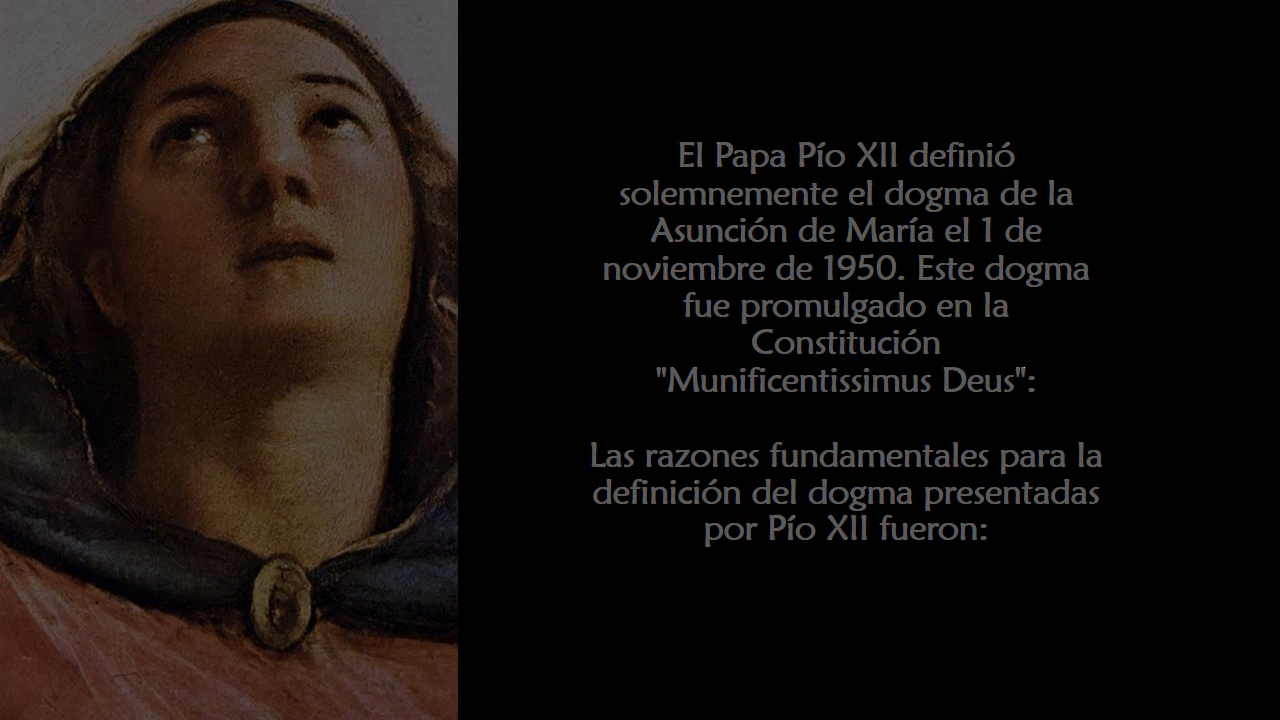 El Papa Pío XII definió
solemnemente el dogma de la
Asunción de María el 1 de
noviembre de 1950. Este dogma
fue promulgado en la
Constitución
"Munificentissimus Deus":
Las razones fundamentales para la
definición del dogma presentadas
por Pío XII fueron: